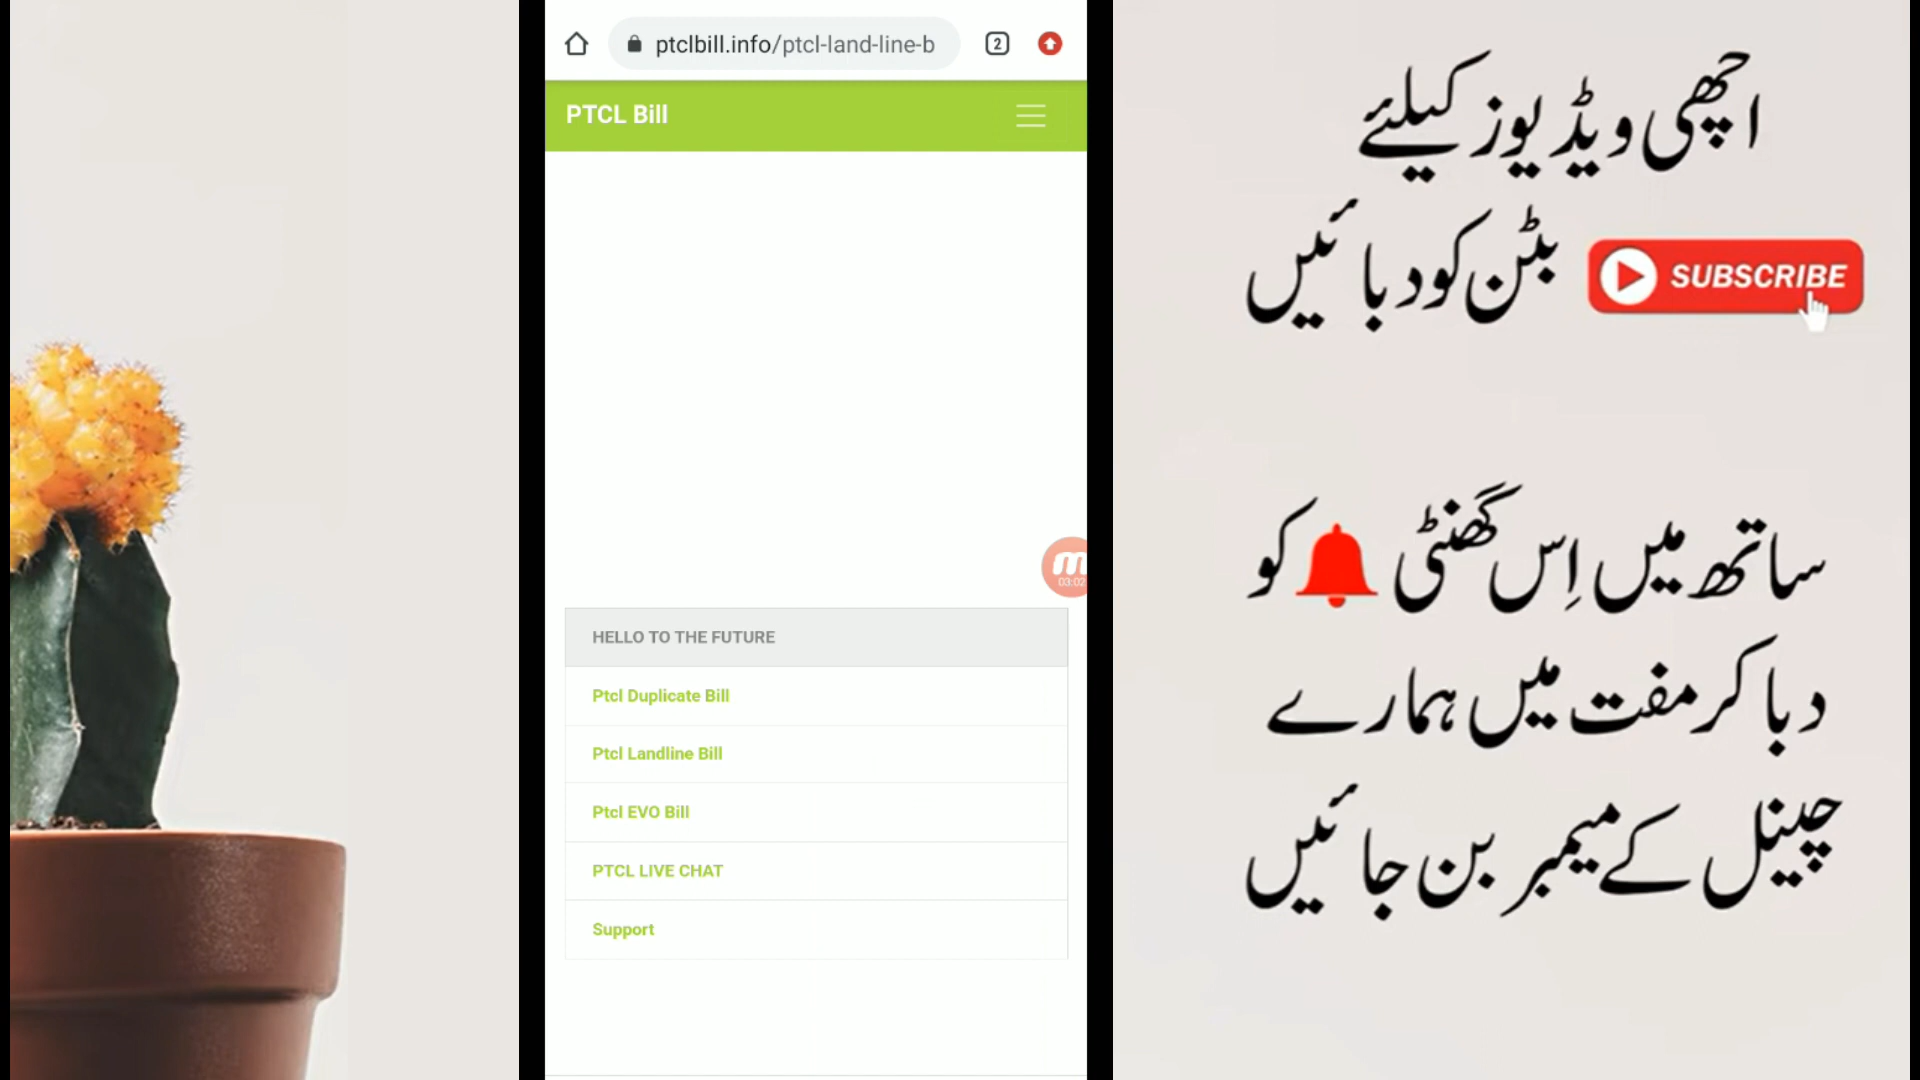 ptclbill.info/ptcl-land-line-b
2
PTCL Bill
03:02
HELLO TO THE FUTURE
Ptcl Duplicate Bill
Ptcl Landline Bill
Ptcl EVO Bill
PTCL LIVE CHAT
Support
اچھی ویڈیوز کیلئے
SUBSCRIBE بٹن کو دبائیں
ساتھ میں اِس گھنٹی کو
دبا کر مفت میں ہمارے
چینل کے میمبر بن جائیں